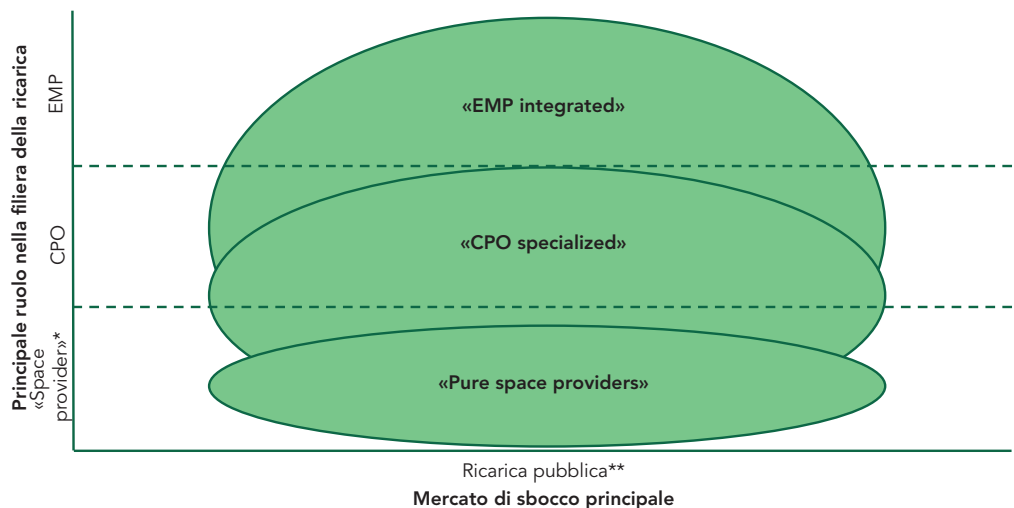 Principale ruolo nella filiera della ricarica
EMP
CPO
«Space
provider»*
«EMP integrated»
«CPO specialized»
«Pure space providers»
Ricarica pubblica**
Mercato di sbocco principale